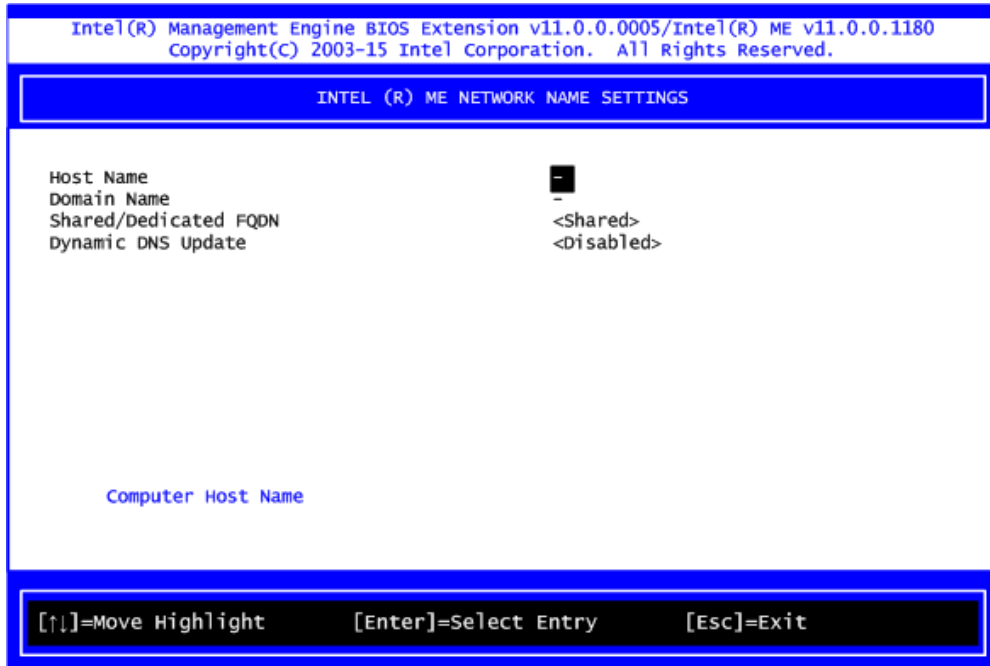 Intel(R) Management Engine BIOS Extension v11.0.0.0005/Intel(R) ME v11.0.0.1180
Copyright(C) 2003-15 Intel Corporation. All Rights Reserved.
INTEL (R) ME NETWORK NAME SETTINGS
Host Name -
Domain Name -
Shared/Dedicated FQDN <Shared>
Dynamic DNS Update <Disabled>
Computer Host Name
[↑↓]=Move Highlight [Enter]=Select Entry [Esc]=Exit